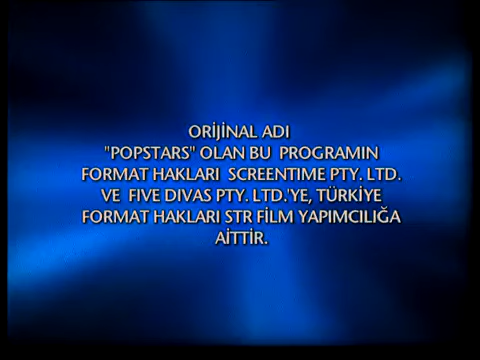 ORİJİNAL ADI
"POPSTARS" OLAN BU PROGRAMIN
FORMAT HAKLARI SCREENTIME PTY. LTD.
VE FIVE DIVAS PTY. LTD.'YE, TÜRKİYE
FORMAT HAKLARI STR FİLM YAPIMCILIĞA
AİTTİR.